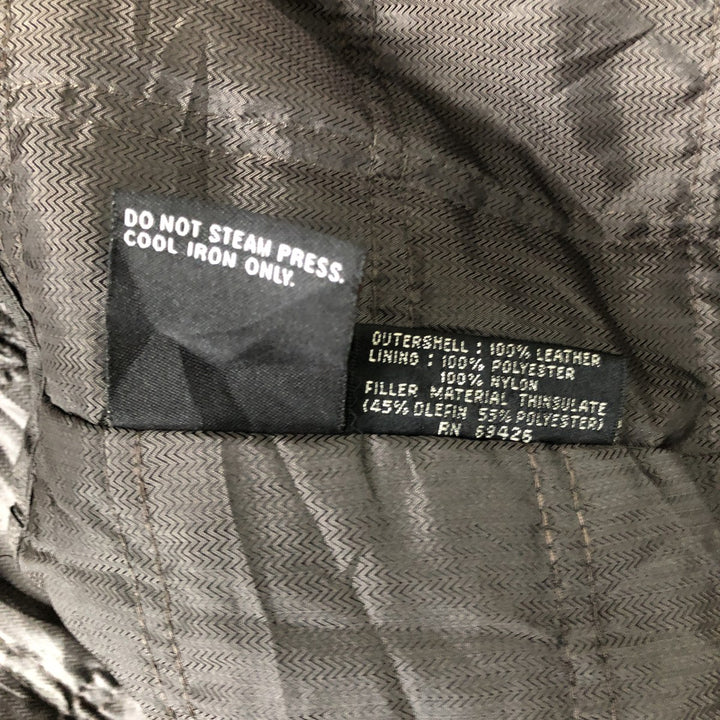 DO NOT STEAM PRESS.
COOL IRON ONLY.
OUTERSHELL : 100% LEATHER
LINING : 100% POLYESTER
100% NYLON
FILLER MATERIAL THINSULATE
(45% OLEFIN 55% POLYESTER)
RN 69426